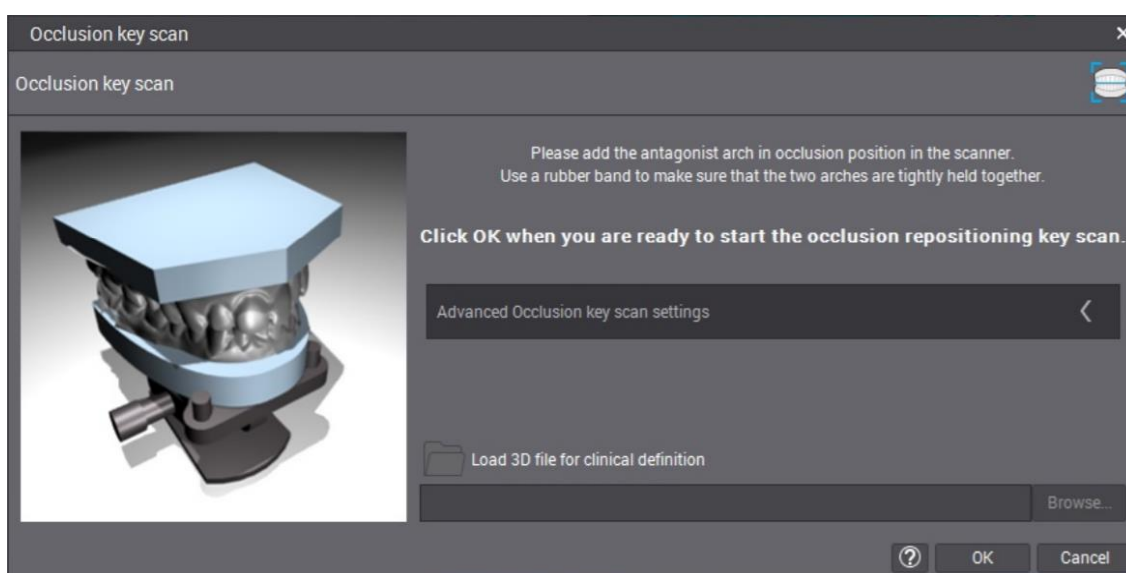 Occlusion key scan
Occlusion key scan
Please add the antagonist arch in occlusion position in the scanner.
Use a rubber band to make sure that the two arches are tightly held together.
Click OK when you are ready to start the occlusion repositioning key scan.
Advanced Occlusion key scan settings
Load 3D file for clinical definition
Browse...
OK
Cancel